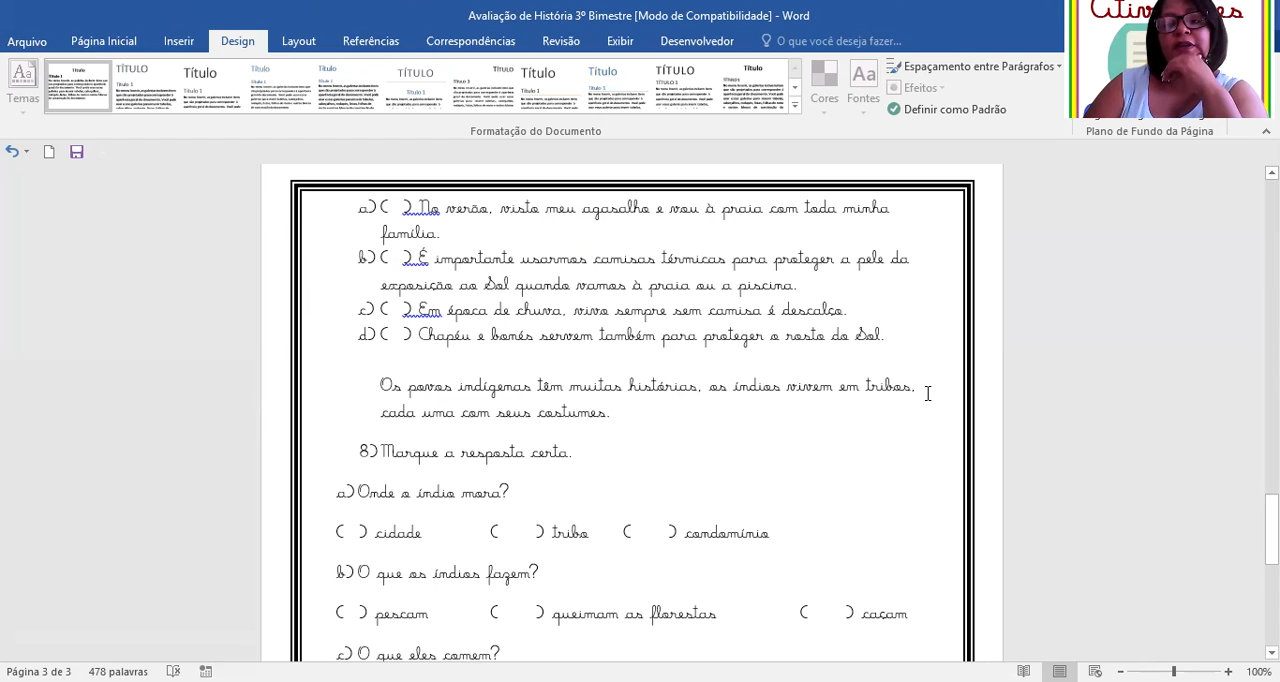 Avaliação de História 3º Bimestre [Modo de Compatibilidade] - Word
Arquivo
Página Inicial
Inserir
Design
Layout
Referências
Correspondências
Revisão
Exibir
Desenvolvedor
O que você deseja fazer...
Temas
Título
TÍTULO
Título
Título
Título
TÍTULO
TÍTULO
Título
Título
TÍTULO
Título
Cores
Fontes
Espaçamento entre Parágrafos
Efeitos
Definir como Padrão
Formatação do Documento
Plano de Fundo da Página
a) ( ) No verão, visto meu agasalho e vou à praia com toda minha
família.
b) ( ) É importante usarmos camisas térmicas para proteger a pele da
exposição ao Sol quando vamos à praia ou a piscina.
c) ( ) Em época de chuva, vivo sempre sem camisa é descalço.
d) ( ) Chapéu e bonés servem também para proteger o rosto do Sol.
Os povos indígenas têm muitas histórias, os índios vivem em tribos,
cada uma com seus costumes.
8) Marque a resposta certa.
a) Onde o índio mora?
( ) cidade ( ) tribo ( ) condomínio
b) O que os índios fazem?
( ) pescam ( ) queimam as florestas ( ) caçam
c) O que eles comem?
Página 3 de 3
478 palavras
100%